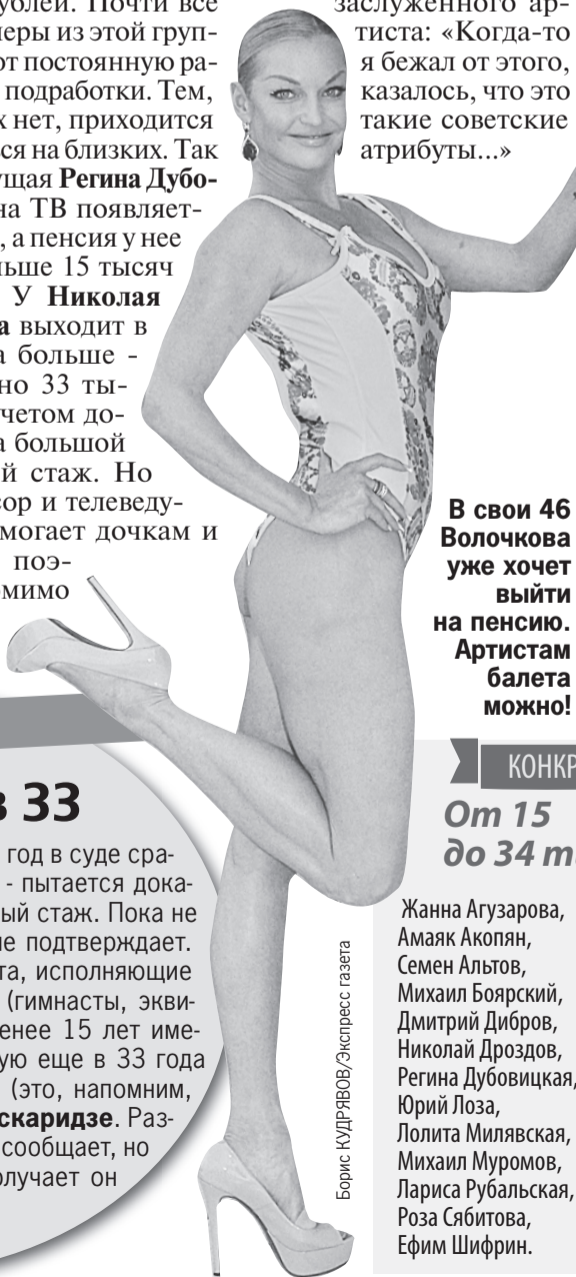 ублей. Почти все
еры из этой груп-
от постоянную ра-
подработки. Тем,
х нет, приходится
ся на близких. Так
ущая Регина Дубо-
на ТВ появляет-
, а пенсия у нее
ньше 15 тысяч
У Николая
а выходит в
а больше -
но 33 ты-
четом до-
а большой
й стаж. Но
сор и телеведу-
могает дочкам и
поэ-
мимо
заслуженного ар-
тиста: «Когда-то
я бежал от этого,
казалось, что это
такие советские
атрибуты...»
В свои 46
Волочкова
уже хочет
выйти
на пенсию.
Артистам
балета
можно!
в 33
год в суде сра-
- пытается дока-
ый стаж. Пока не
не подтверждает.
та, исполняющие
(гимнасты, экви-
енее 15 лет име-
ую еще в 33 года
(это, напомним,
скаридзе. Раз-
сообщает, но
олучает он
Борис КУДРЯВОВ/Экспресс газета
КОНКР
От 15
до 34 т
Жанна Агузарова,
Амаяк Акопян,
Семен Альтов,
Михаил Боярский,
Дмитрий Дибров,
Николай Дроздов,
Регина Дубовицкая,
Юрий Лоза,
Лолита Милявская,
Михаил Муромов,
Лариса Рубальская,
Роза Сябитова,
Ефим Шифрин.